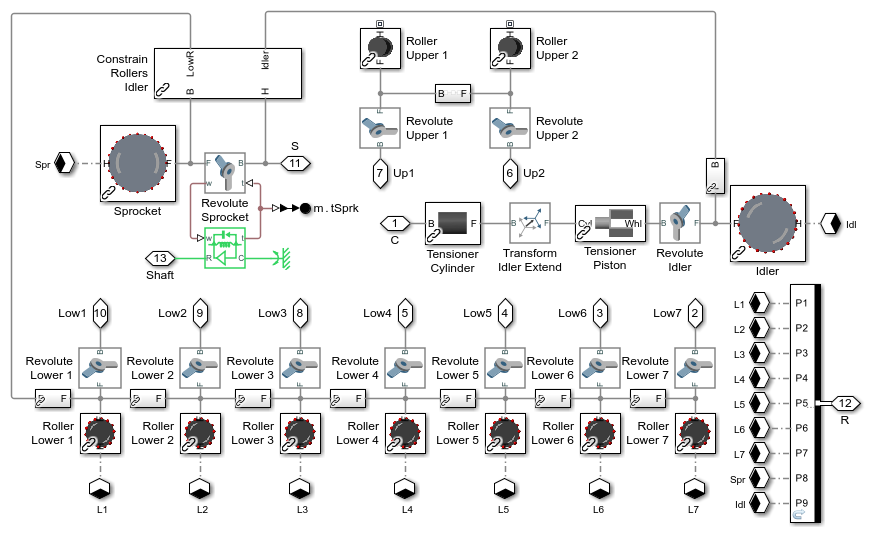 Constrain
Rollers
Idler
LowR
Idler
B
H
Roller
Upper 1
H
F
Roller
Upper 2
H
F
B F
F
B
Revolute
Upper 1
F
B
Revolute
Upper 2
7
Up1
6
Up2
Spr
H
F
Sprocket
F
B
w
t
Revolute
Sprocket
S
11
m.tSprk
w
t
R
C
13
Shaft
1
C
B
F
Tensioner
Cylinder
B
F
Transform
Idler Extend
Cyl
Whl
Tensioner
Piston
B
F
Revolute
Idler
B
H
Idler
Idl
Low1
10
Low2
9
Low3
8
Low4
5
Low5
4
Low6
3
Low7
2
Revolute
Lower 1
B
F
Revolute
Lower 2
B
F
Revolute
Lower 3
B
F
Revolute
Lower 4
B
F
Revolute
Lower 5
B
F
Revolute
Lower 6
B
F
Revolute
Lower 7
B
F
F
F
F
F
F
F
F
Roller
Lower 1
Roller
Lower 2
Roller
Lower 3
Roller
Lower 4
Roller
Lower 5
Roller
Lower 6
Roller
Lower 7
L1
L2
L3
L4
L5
L6
L7
L1 P1
L2 P2
L3 P3
L4 P4
L5 P5
L6 P6
L7 P7
Spr P8
Idl P9
12
R